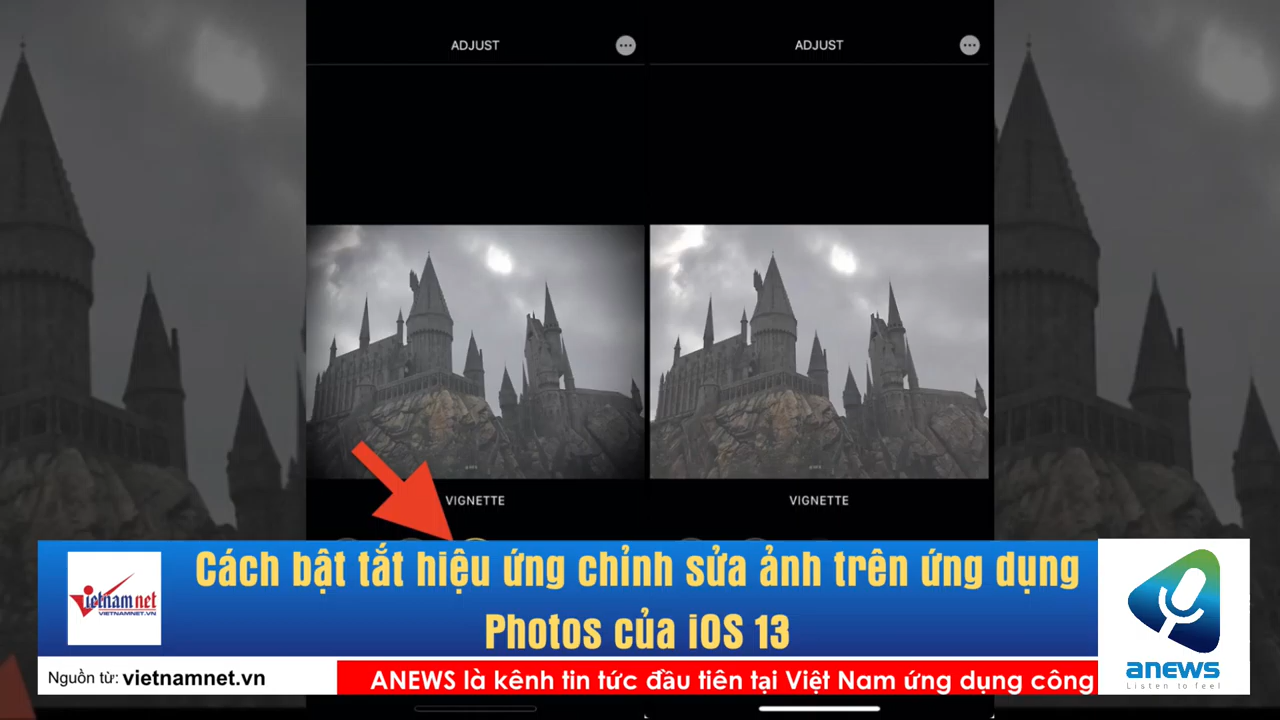 ADJUST
ADJUST
VIGNETTE
VIGNETTE
Cách bật tắt hiệu ứng chỉnh sửa ảnh trên ứng dụng
Photos của iOS 13
Vietnamnet
VIETNAMNET.VN
Nguồn từ: vietnamnet.vn
ANEWS là kênh tin tức đầu tiên tại Việt Nam ứng dụng công
anews
Listen to feel